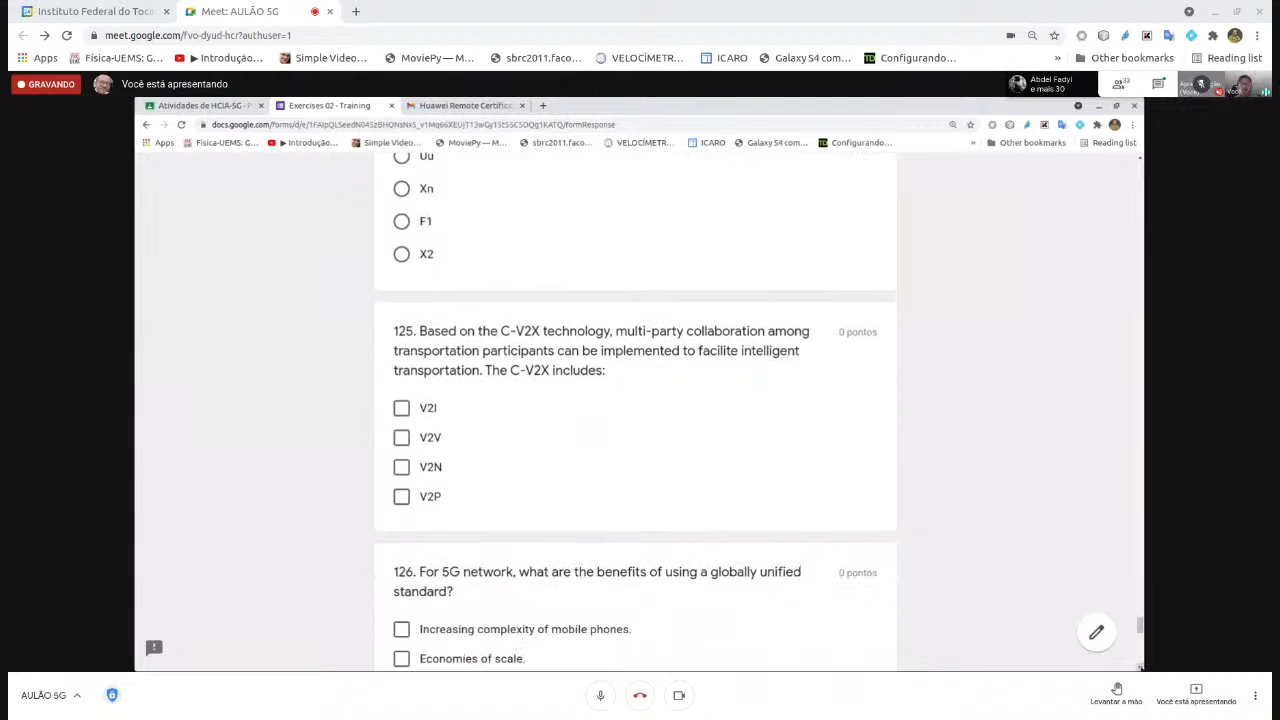 Instituto Federal do Toca
Meet: AULÃO 5G
meet.google.com/fvo-dyud-hcr?authuser=1
Apps
Física-UEMS: G...
▶ Introdução...
Simple Video...
MoviePy — M...
sbrc2011.faco...
VELOCÍMETR...
ICARO
Galaxy S4 com...
Configurando...
»
Other bookmarks
Reading list
GRAVANDO
Você está apresentando
Abdel Fadyl
e mais 30
33
Você
Atividades de HCIA-5G - P
Exercises 02 - Training
Huawei Remote Certifica
Apps
Física-UEMS: G...
▶ Introdução...
Simple Video...
MoviePy — M...
sbrc2011.faco...
VELOCÍMETR...
ICARO
Galaxy S4 com...
Configurando...
»
Other bookmarks
Reading list
Uu
Xn
F1
X2
125. Based on the C-V2X technology, multi-party collaboration among
transportation participants can be implemented to facilite intelligent
transportation. The C-V2X includes:
0 pontos
V2I
V2V
V2N
V2P
126. For 5G network, what are the benefits of using a globally unified
standard?
0 pontos
Increasing complexity of mobile phones.
Economies of scale.
AULÃO 5G
Levantar a mão
Você está apresentando